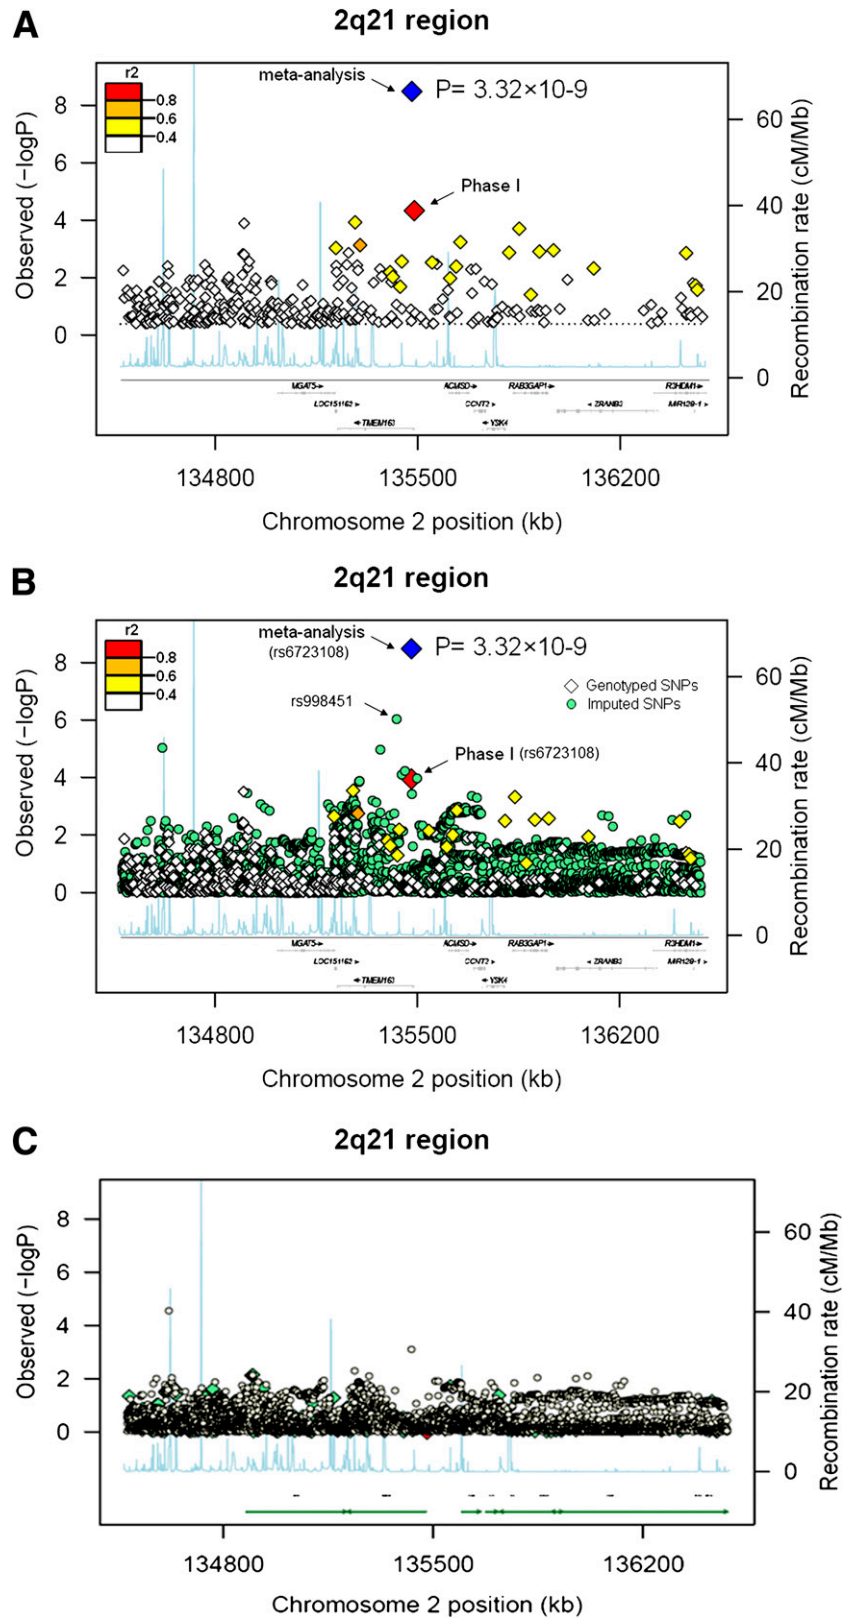 A
2q21 region
r2
0.8
0.6
0.4
meta-analysis
P= 3.32×10-9
Phase I
Observed (−logP)
8
6
4
2
0
Recombination rate (cM/Mb)
60
40
20
0
MGAT5
ACMSD
RAB3GAP1
R3HDM1
LOC151162
CCNT2
ZRANB3
MIR128-1
TMEM163
YSK4
134800 135500 136200
Chromosome 2 position (kb)
B
2q21 region
r2
0.8
0.6
0.4
meta-analysis
(rs6723108)
P= 3.32×10-9
rs998451
Genotyped SNPs
Imputed SNPs
Phase I (rs6723108)
Observed (−logP)
8
6
4
2
0
Recombination rate (cM/Mb)
60
40
20
0
MGAT5
ACMSD
RAB3GAP1
R3HDM1
LOC151162
CCNT2
ZRANB3
MIR128-1
TMEM163
YSK4
134800 135500 136200
Chromosome 2 position (kb)
C
2q21 region
Observed (−logP)
8
6
4
2
0
Recombination rate (cM/Mb)
60
40
20
0
134800 135500 136200
Chromosome 2 position (kb)